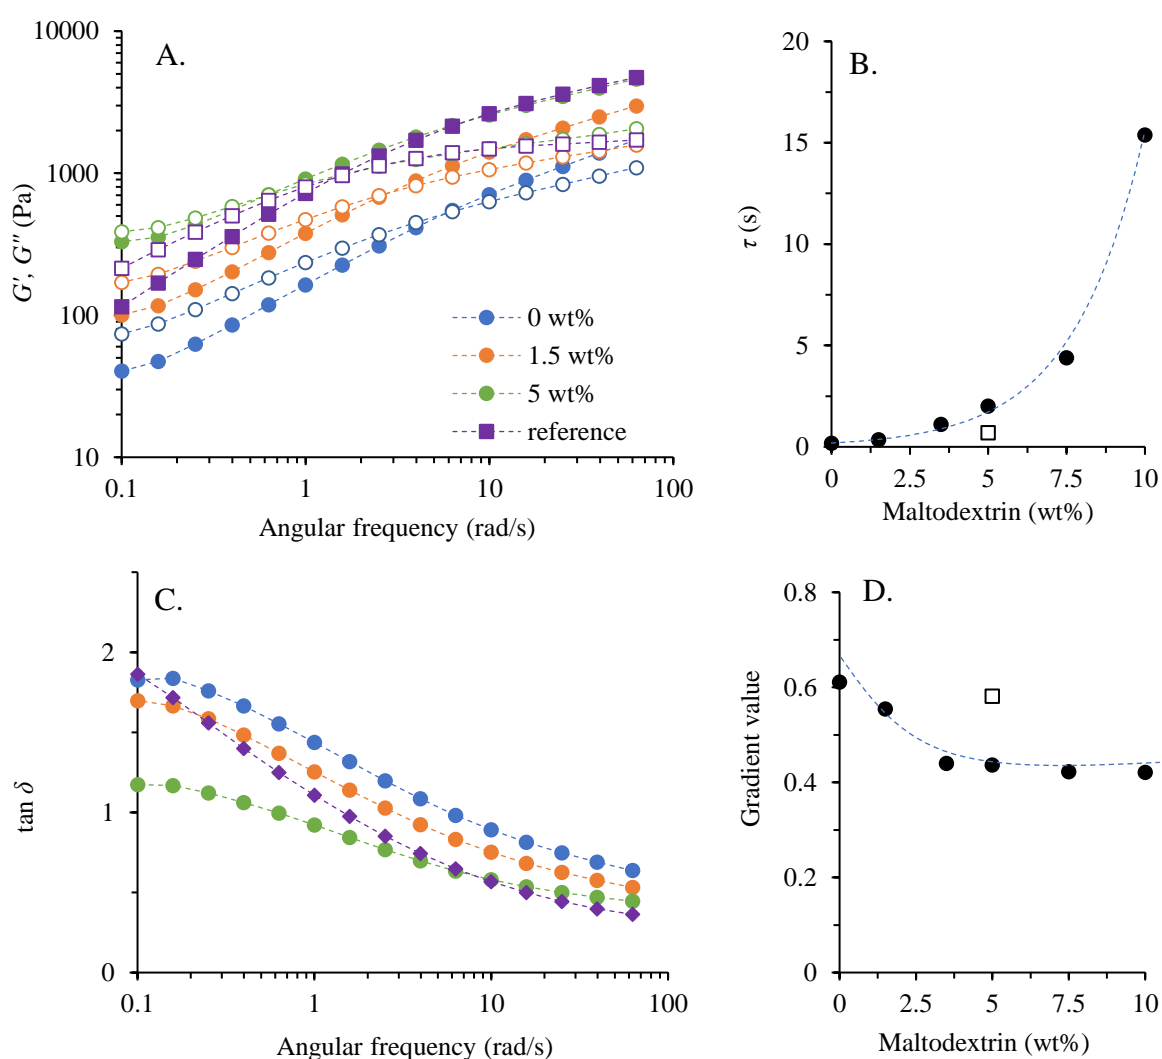 A.
10000
1000
100
10
G′, G″ (Pa)
0 wt%
1.5 wt%
5 wt%
reference
0.1
1
10
100
Angular frequency (rad/s)
B.
20
15
10
5
0
τ (s)
0
2.5
5
7.5
10
Maltodextrin (wt%)
C.
2
1
0
tan δ
0.1
1
10
100
Angular frequency (rad/s)
D.
0.8
0.6
0.4
0.2
0
Gradient value
0
2.5
5
7.5
10
Maltodextrin (wt%)